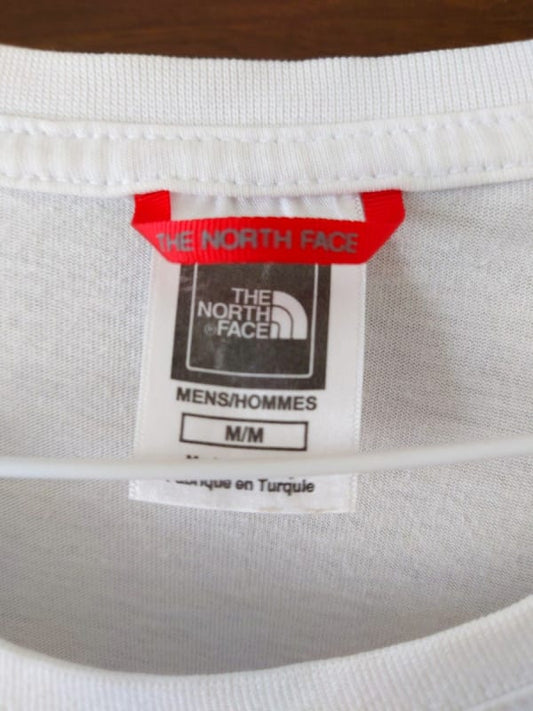 THE NORTH FACE
THE
NORTH
FACE
MENS/HOMMES
M/M
Fabriqué en Turquie